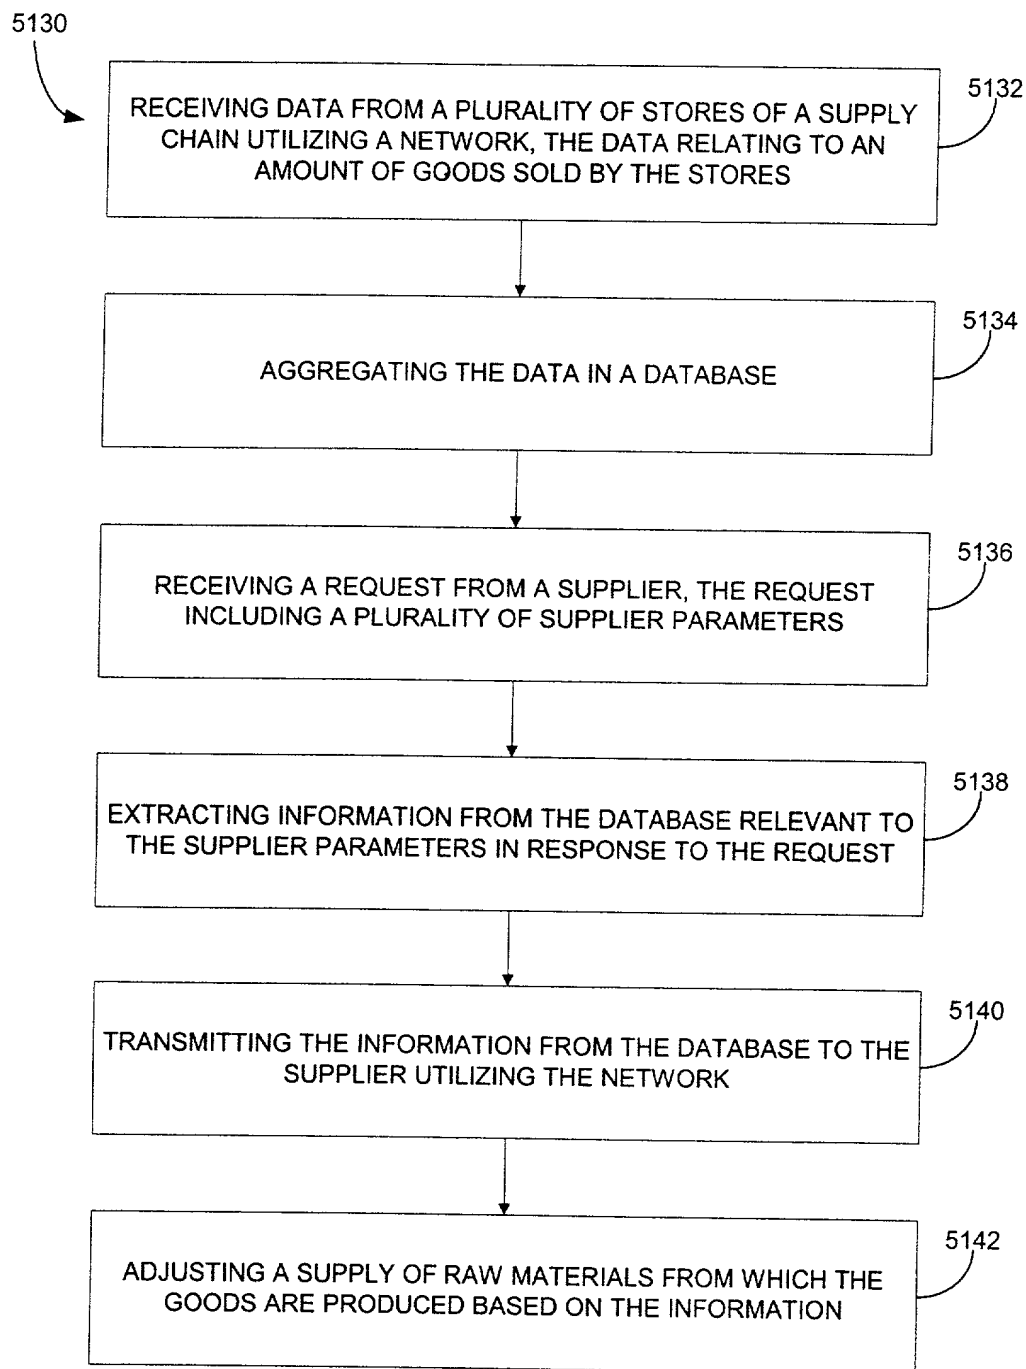 5130
RECEIVING DATA FROM A PLURALITY OF STORES OF A SUPPLY
CHAIN UTILIZING A NETWORK, THE DATA RELATING TO AN
AMOUNT OF GOODS SOLD BY THE STORES
5132
AGGREGATING THE DATA IN A DATABASE
5134
RECEIVING A REQUEST FROM A SUPPLIER, THE REQUEST
INCLUDING A PLURALITY OF SUPPLIER PARAMETERS
5136
EXTRACTING INFORMATION FROM THE DATABASE RELEVANT TO
THE SUPPLIER PARAMETERS IN RESPONSE TO THE REQUEST
5138
TRANSMITTING THE INFORMATION FROM THE DATABASE TO THE
SUPPLIER UTILIZING THE NETWORK
5140
ADJUSTING A SUPPLY OF RAW MATERIALS FROM WHICH THE
GOODS ARE PRODUCED BASED ON THE INFORMATION
5142